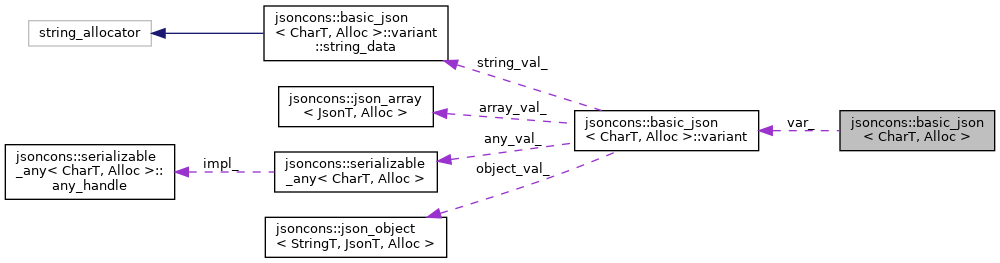 string_allocator
jsoncons::basic_json
< CharT, Alloc >::variant
::string_data
string_val_
jsoncons::json_array
< JsonT, Alloc >
array_val_
jsoncons::basic_json
< CharT, Alloc >::variant
var_
jsoncons::basic_json
< CharT, Alloc >
any_val_
jsoncons::serializable
_any< CharT, Alloc >::
any_handle
impl_
jsoncons::serializable
_any< CharT, Alloc >
object_val_
jsoncons::json_object
< StringT, JsonT, Alloc >